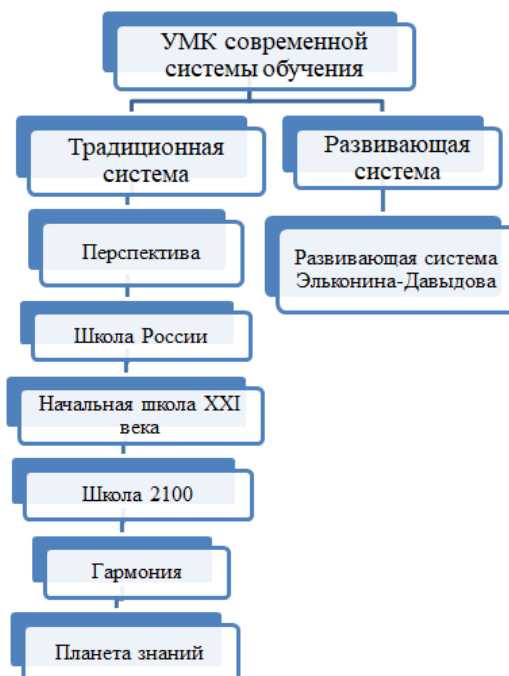 УМК современной
системы обучения
Традиционная
система
Развивающая
система
Перспектива
Развивающая система
Эльконина-Давыдова
Школа России
Начальная школа XXI
века
Школа 2100
Гармония
Планета знаний